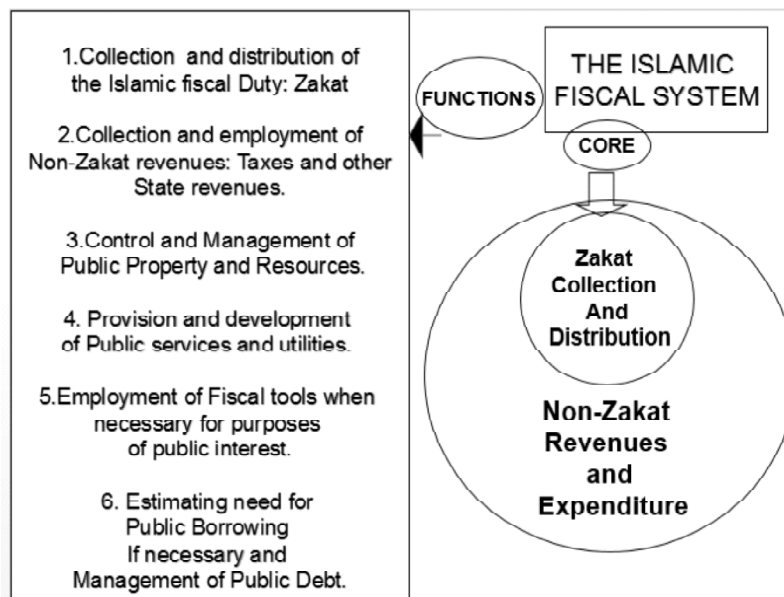 1.Collection and distribution of
the Islamic fiscal Duty: Zakat
2.Collection and employment of
Non-Zakat revenues: Taxes and other
State revenues.
3.Control and Management of
Public Property and Resources.
4. Provision and development
of Public services and utilities.
5.Employment of Fiscal tools when
necessary for purposes
of public interest.
6. Estimating need for
Public Borrowing
If necessary and
Management of Public Debt.
FUNCTIONS
THE ISLAMIC
FISCAL SYSTEM
CORE
Zakat
Collection
And
Distribution
Non-Zakat
Revenues
and
Expenditure